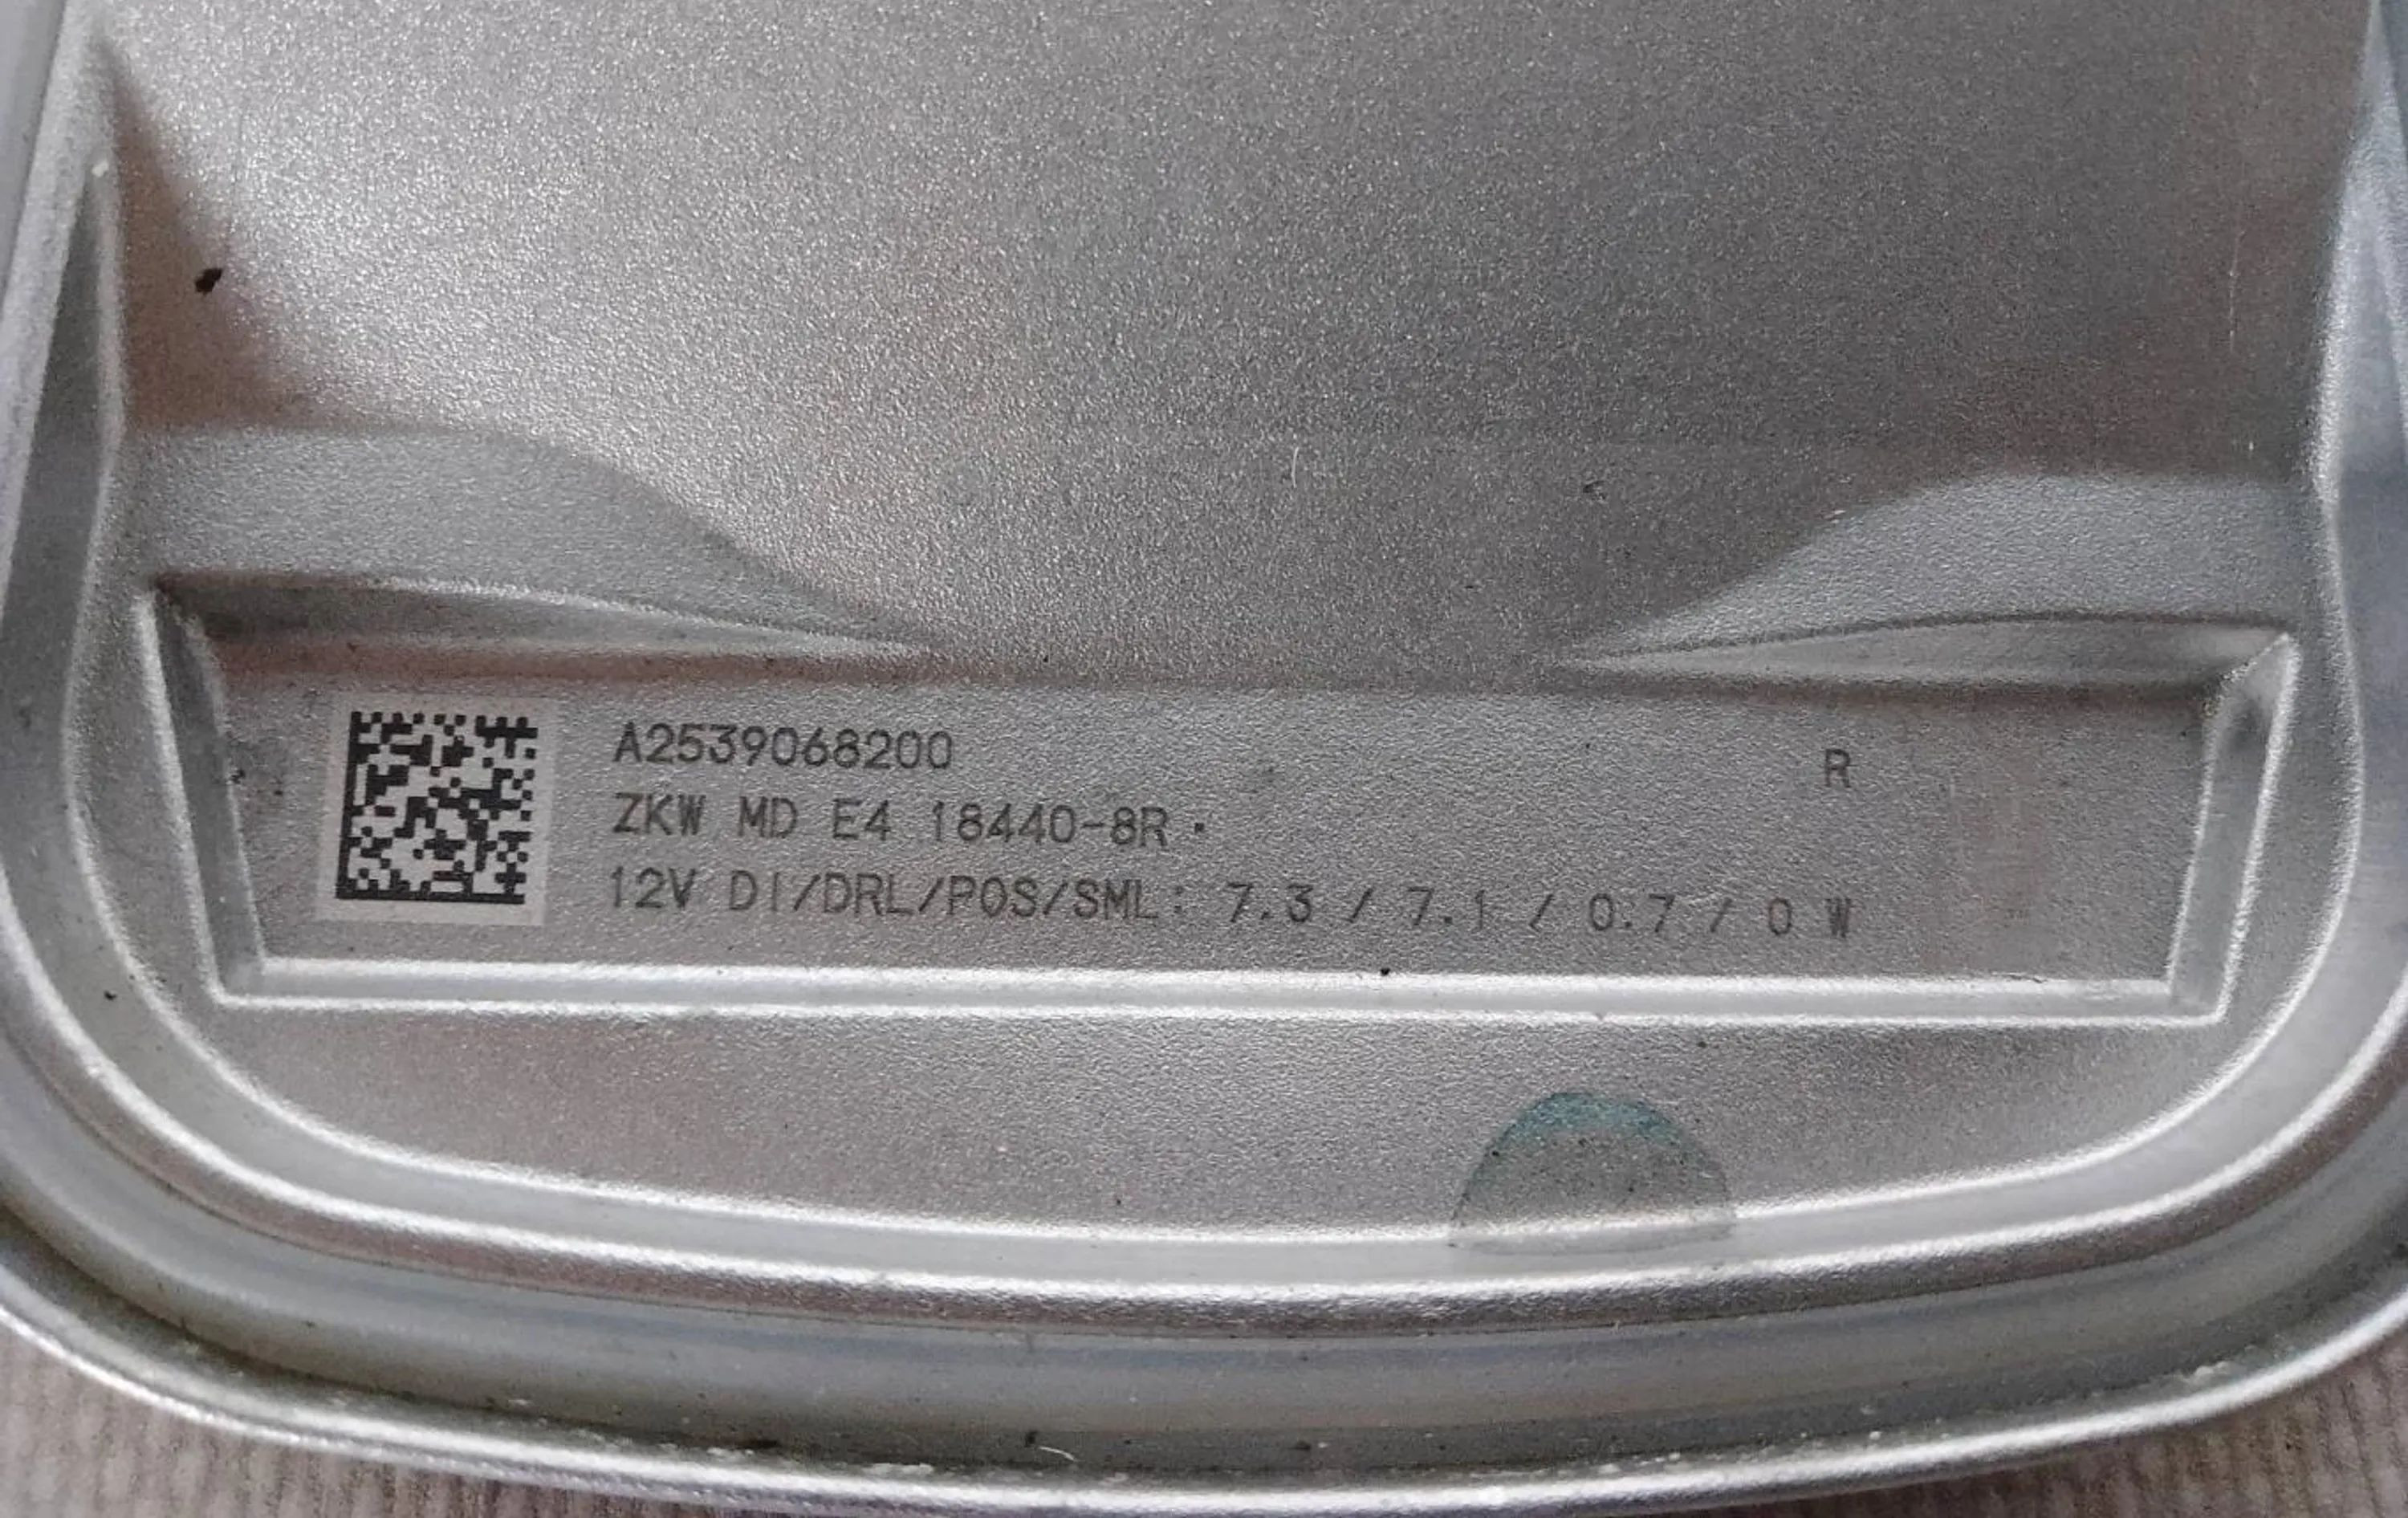 A2539068200 R
ZKW MD E4 18440-8R
12V DI/DRL/POS/SML: 7.3 / 7.1 / 0.7 / 0 W